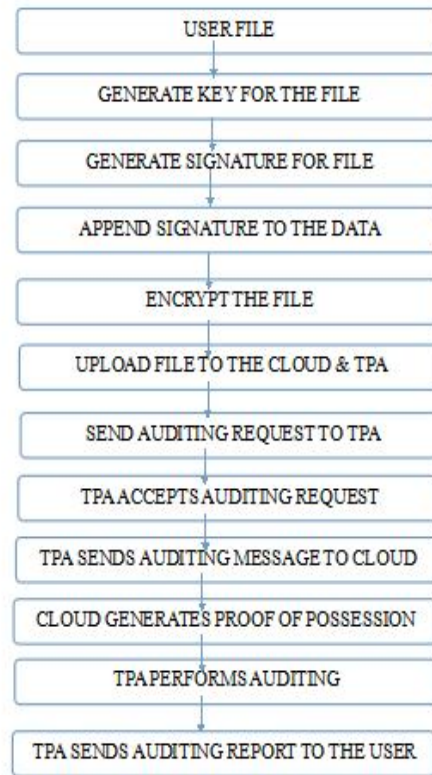 USER FILE
GENERATE KEY FOR THE FILE
GENERATE SIGNATURE FOR FILE
APPEND SIGNATURE TO THE DATA
ENCRYPT THE FILE
UPLOAD FILE TO THE CLOUD & TPA
SEND AUDITING REQUEST TO TPA
TPA ACCEPTS AUDITING REQUEST
TPA SENDS AUDITING MESSAGE TO CLOUD
CLOUD GENERATES PROOF OF POSSESSION
TPA PERFORMS AUDITING
TPA SENDS AUDITING REPORT TO THE USER